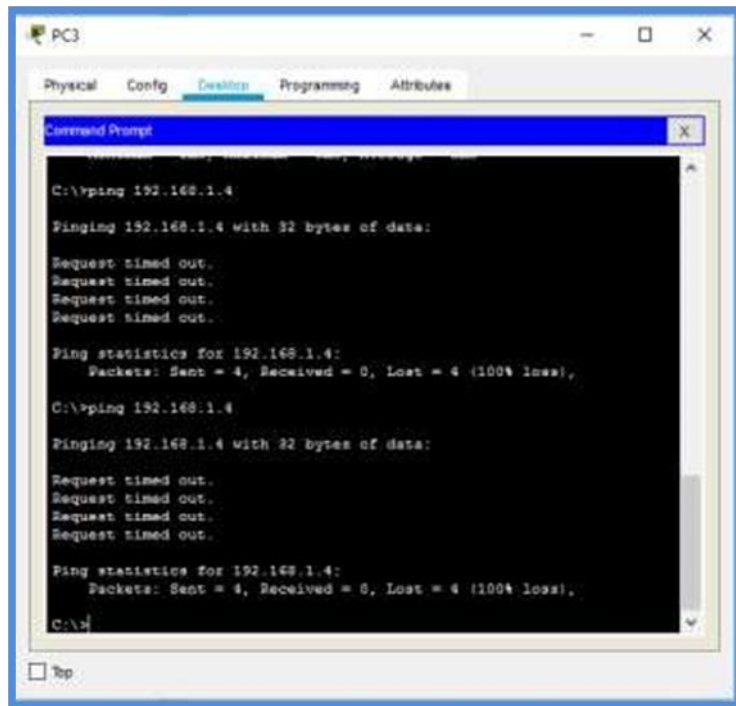 PC3
Physical Config Desktop Programming Attributes
Command Prompt X
C:\>ping 192.168.1.4
Pinging 192.168.1.4 with 32 bytes of data:
Request timed out.
Request timed out.
Request timed out.
Request timed out.
Ping statistics for 192.168.1.4:
Packets: Sent = 4, Received = 0, Lost = 4 (100% loss),
C:\>ping 192.168.1.4
Pinging 192.168.1.4 with 32 bytes of data:
Request timed out.
Request timed out.
Request timed out.
Request timed out.
Ping statistics for 192.168.1.4:
Packets: Sent = 4, Received = 0, Lost = 4 (100% loss),
C:\>
Top